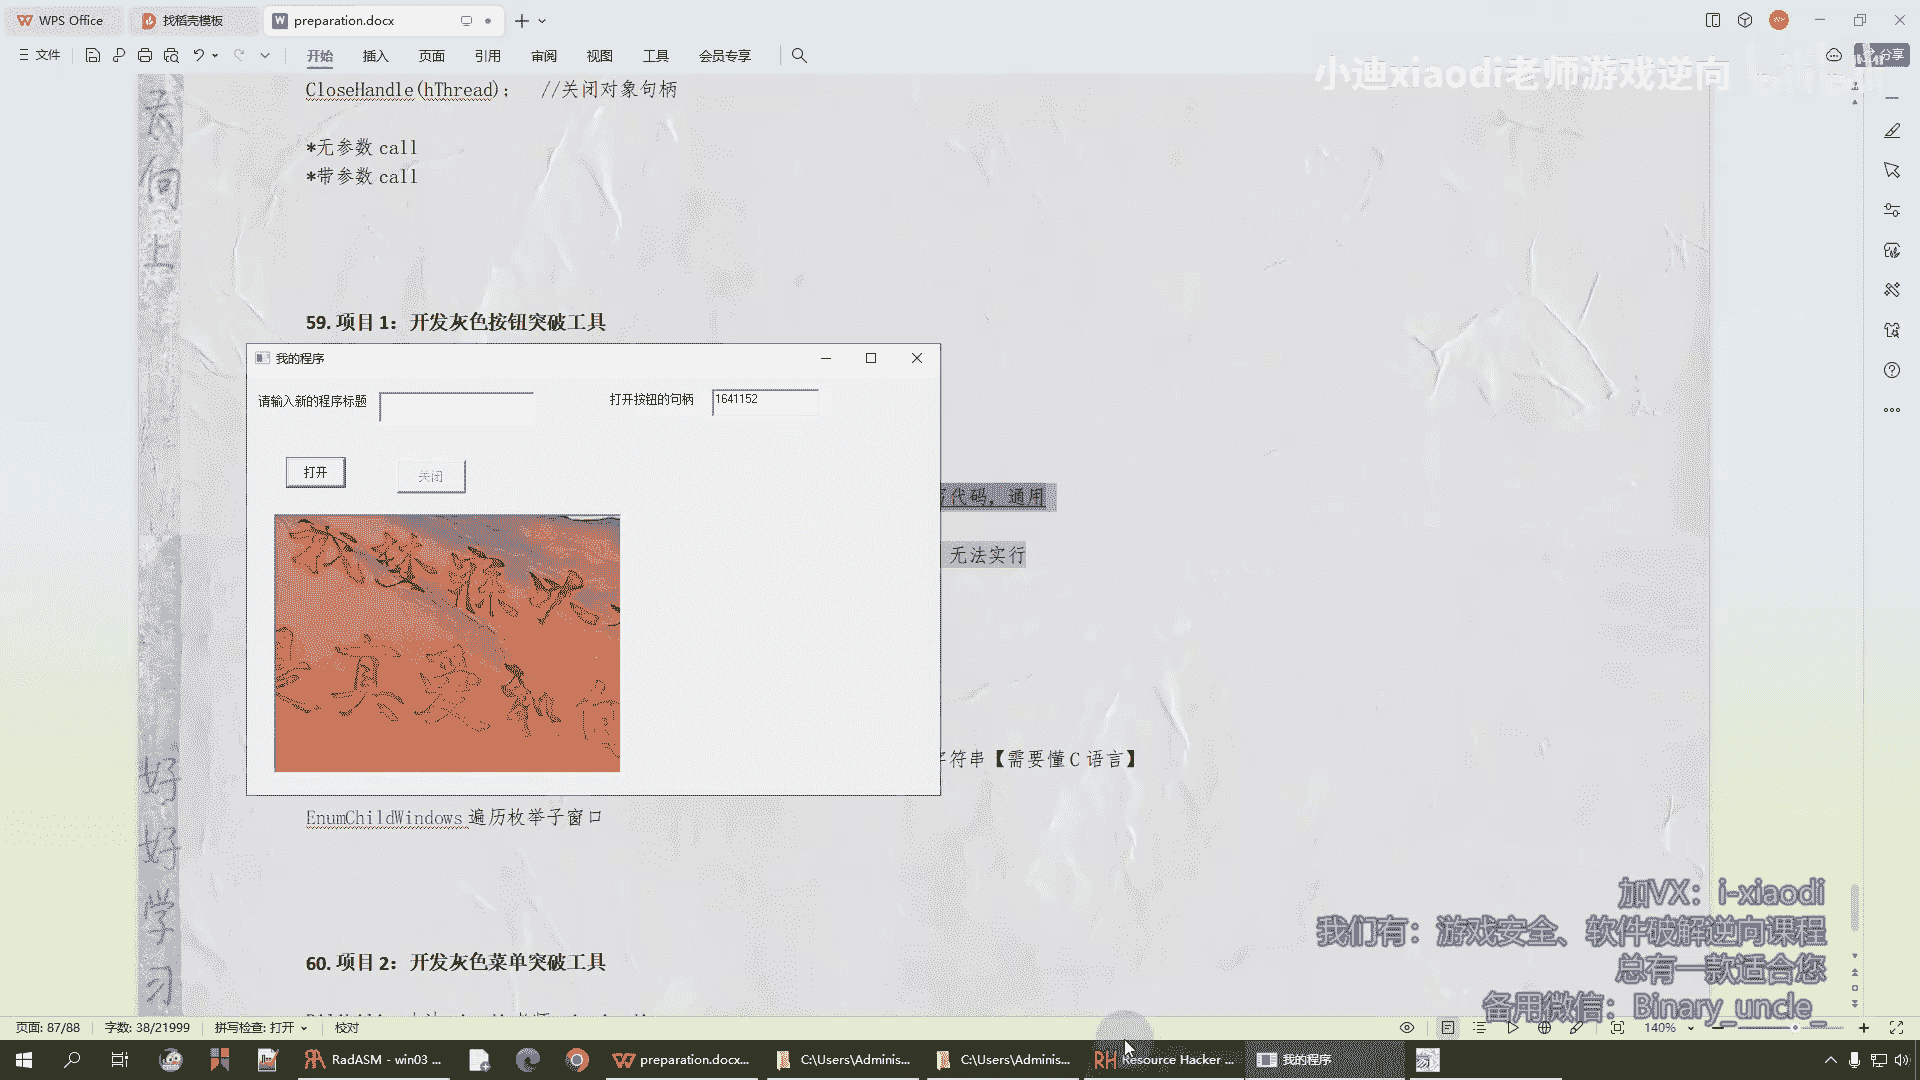 WPS Office 找稻壳模板 preparation.docx
文件 开始 插入 页面 引用 审阅 视图 工具 会员专享 分享
小迪xiaodi老师游戏逆向
CloseHandle(hThread); //关闭对象句柄
*无参数 call
*带参数 call
59. 项目 1：开发灰色按钮突破工具
我的程序
请输入新的程序标题 打开按钮的句柄 1641152
打开 关闭
代码，通用
无法实行
字符串【需要懂 C 语言】
EnumChildWindows 遍历枚举子窗口
60. 项目 2：开发灰色菜单突破工具
好好学习
加VX：i-xiaodi
我们有：游戏安全、软件破解逆向课程
总有一款适合您
备用微信：Binary_uncle_
页面: 87/88 字数: 38/21999 拼写检查: 打开 校对 140%
RadASM - win03 ... preparation.docx... C:\Users\Adminis... C:\Users\Adminis... Resource Hacker ... 我的程序